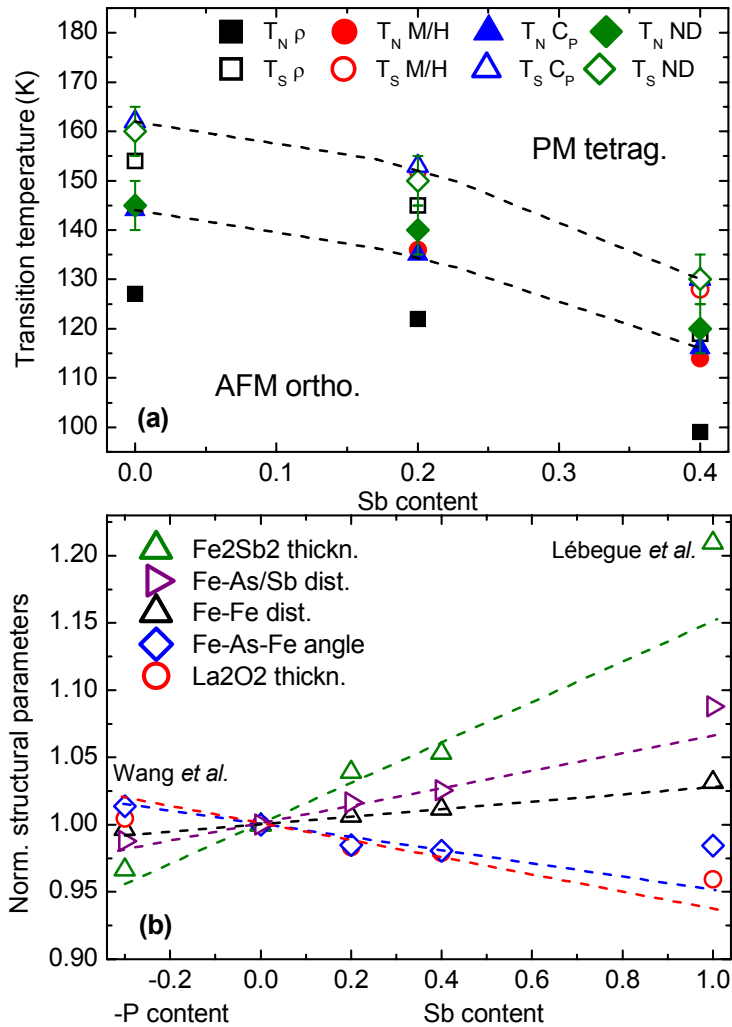 T_N ρ T_N M/H T_N C_P T_N ND
T_S ρ T_S M/H T_S C_P T_S ND
180
170
160
150
140
130
120
110
100
Transition temperature (K)
PM tetrag.
AFM ortho.
(a)
0.0 0.1 0.2 0.3 0.4
Sb content
Fe2Sb2 thickn.
Fe-As/Sb dist.
Fe-Fe dist.
Fe-As-Fe angle
La2O2 thickn.
Lébegue et al.
Wang et al.
1.20
1.15
1.10
1.05
1.00
0.95
0.90
Norm. structural parameters
(b)
-0.2 0.0 0.2 0.4 0.6 0.8 1.0
-P content Sb content